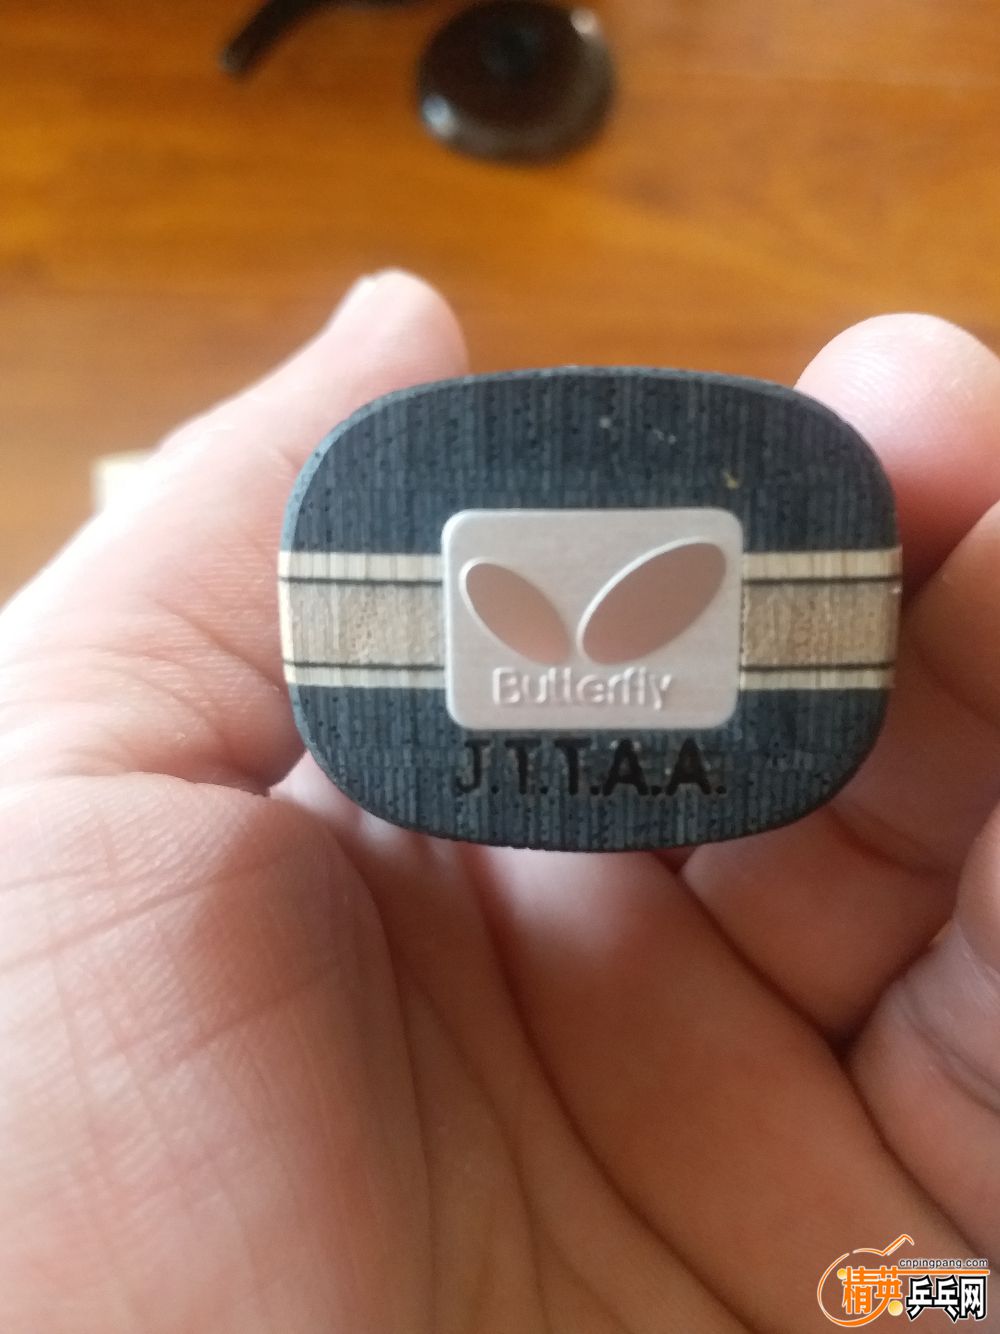 Butterfly
J.T.T.A.A.
cnpingpang.com
精英乒乓网